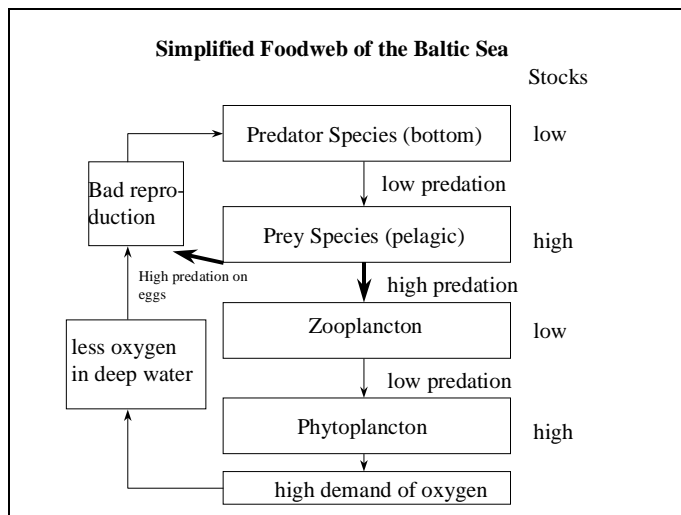 Simplified Foodweb of the Baltic Sea
Stocks
Predator Species (bottom)
low
low predation
Bad repro-
duction
Prey Species (pelagic)
high
High predation on
eggs
high predation
Zooplancton
low
less oxygen
in deep water
low predation
Phytoplancton
high
high demand of oxygen